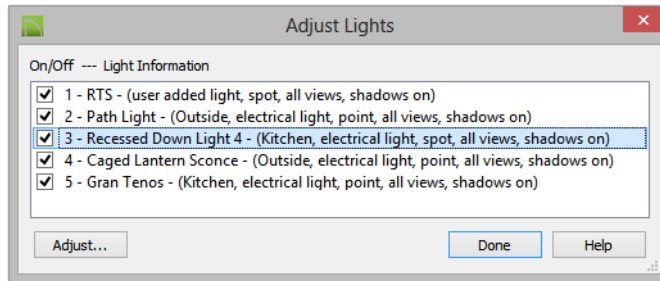 Adjust Lights
On/Off --- Light Information
1 - RTS - (user added light, spot, all views, shadows on)
2 - Path Light - (Outside, electrical light, point, all views, shadows on)
3 - Recessed Down Light 4 - (Kitchen, electrical light, spot, all views, shadows on)
4 - Caged Lantern Sconce - (Outside, electrical light, point, all views, shadows on)
5 - Gran Tenos - (Kitchen, electrical light, point, all views, shadows on)
Adjust... Done Help